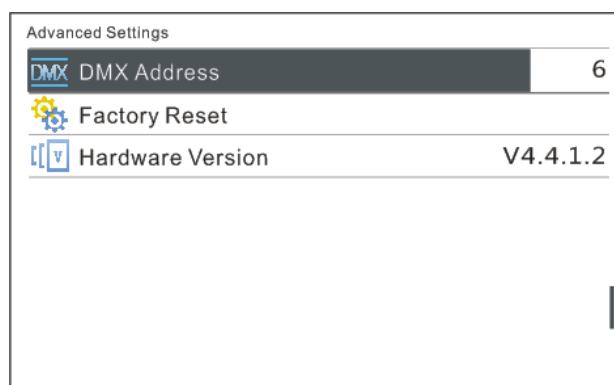 Advanced Settings
DMX DMX Address 6
Factory Reset
V Hardware Version V4.4.1.2